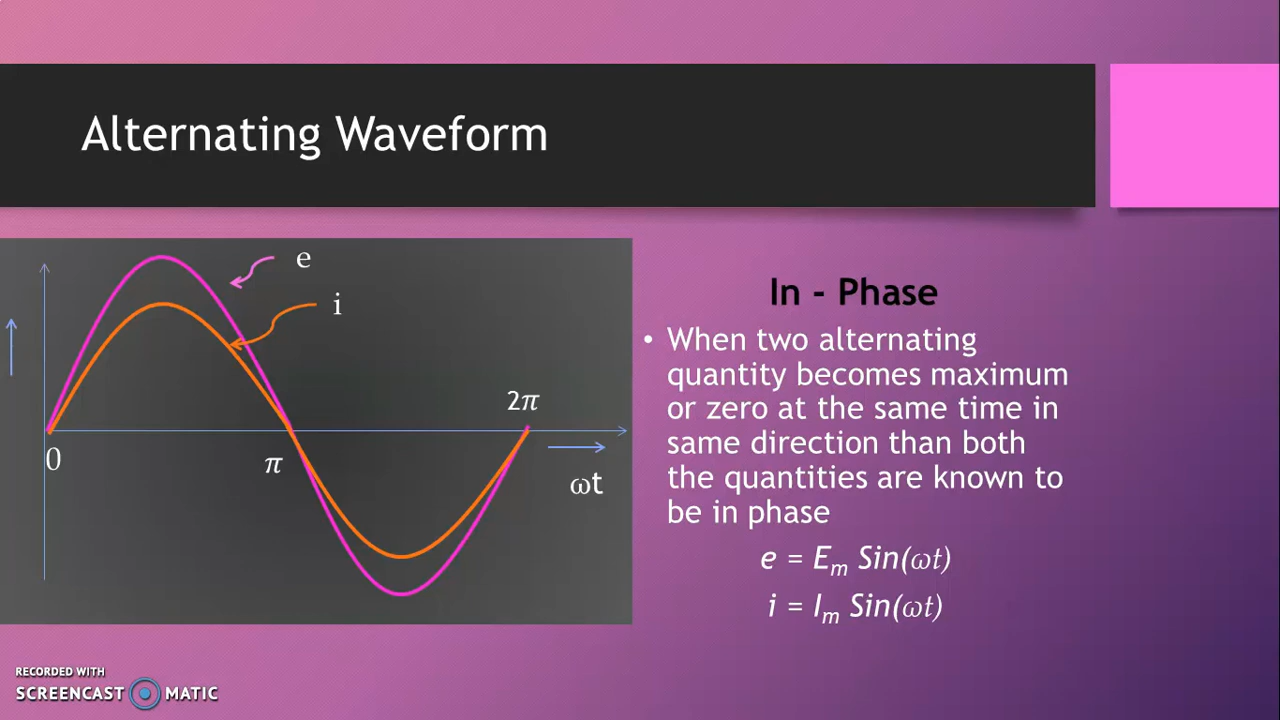 Alternating Waveform
e
i
2π
0
π
ωt
In - Phase
• When two alternating
quantity becomes maximum
or zero at the same time in
same direction than both
the quantities are known to
be in phase
e = Eₘ Sin(ωt)
i = Iₘ Sin(ωt)
RECORDED WITH
SCREENCAST MATIC